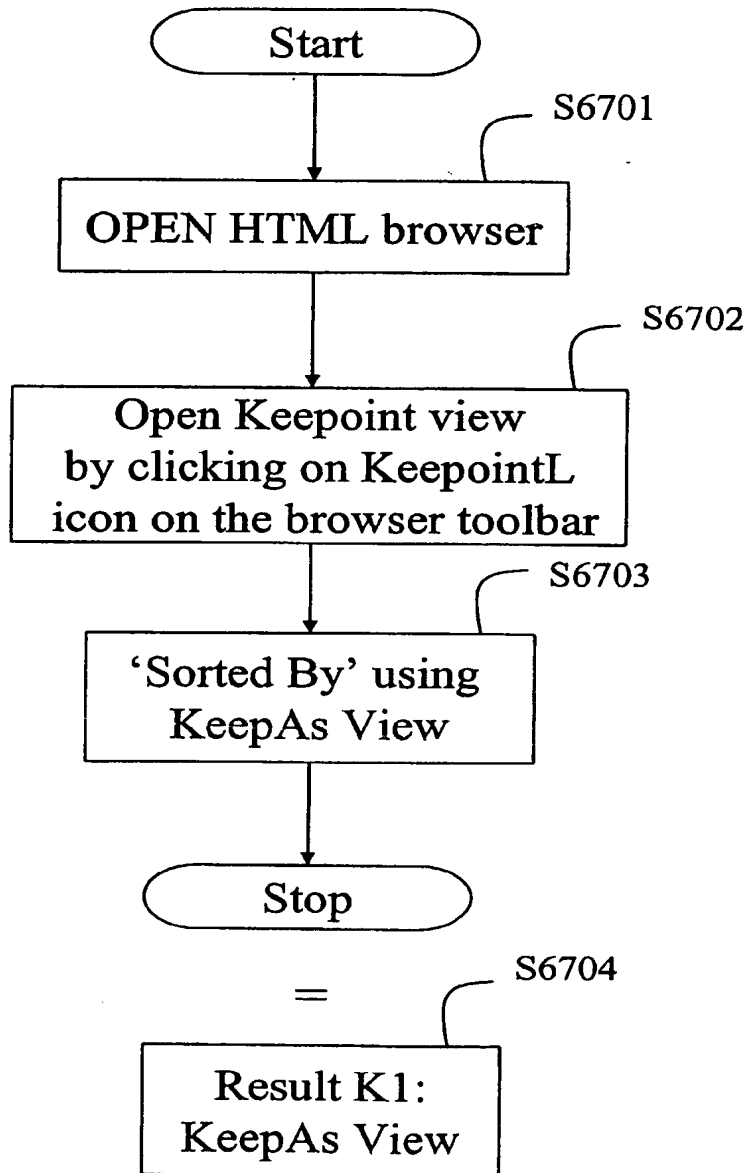 Start
S6701
OPEN HTML browser
S6702
Open Keepoint view
by clicking on KeepointL
icon on the browser toolbar
S6703
‘Sorted By’ using
KeepAs View
Stop
=
S6704
Result K1:
KeepAs View